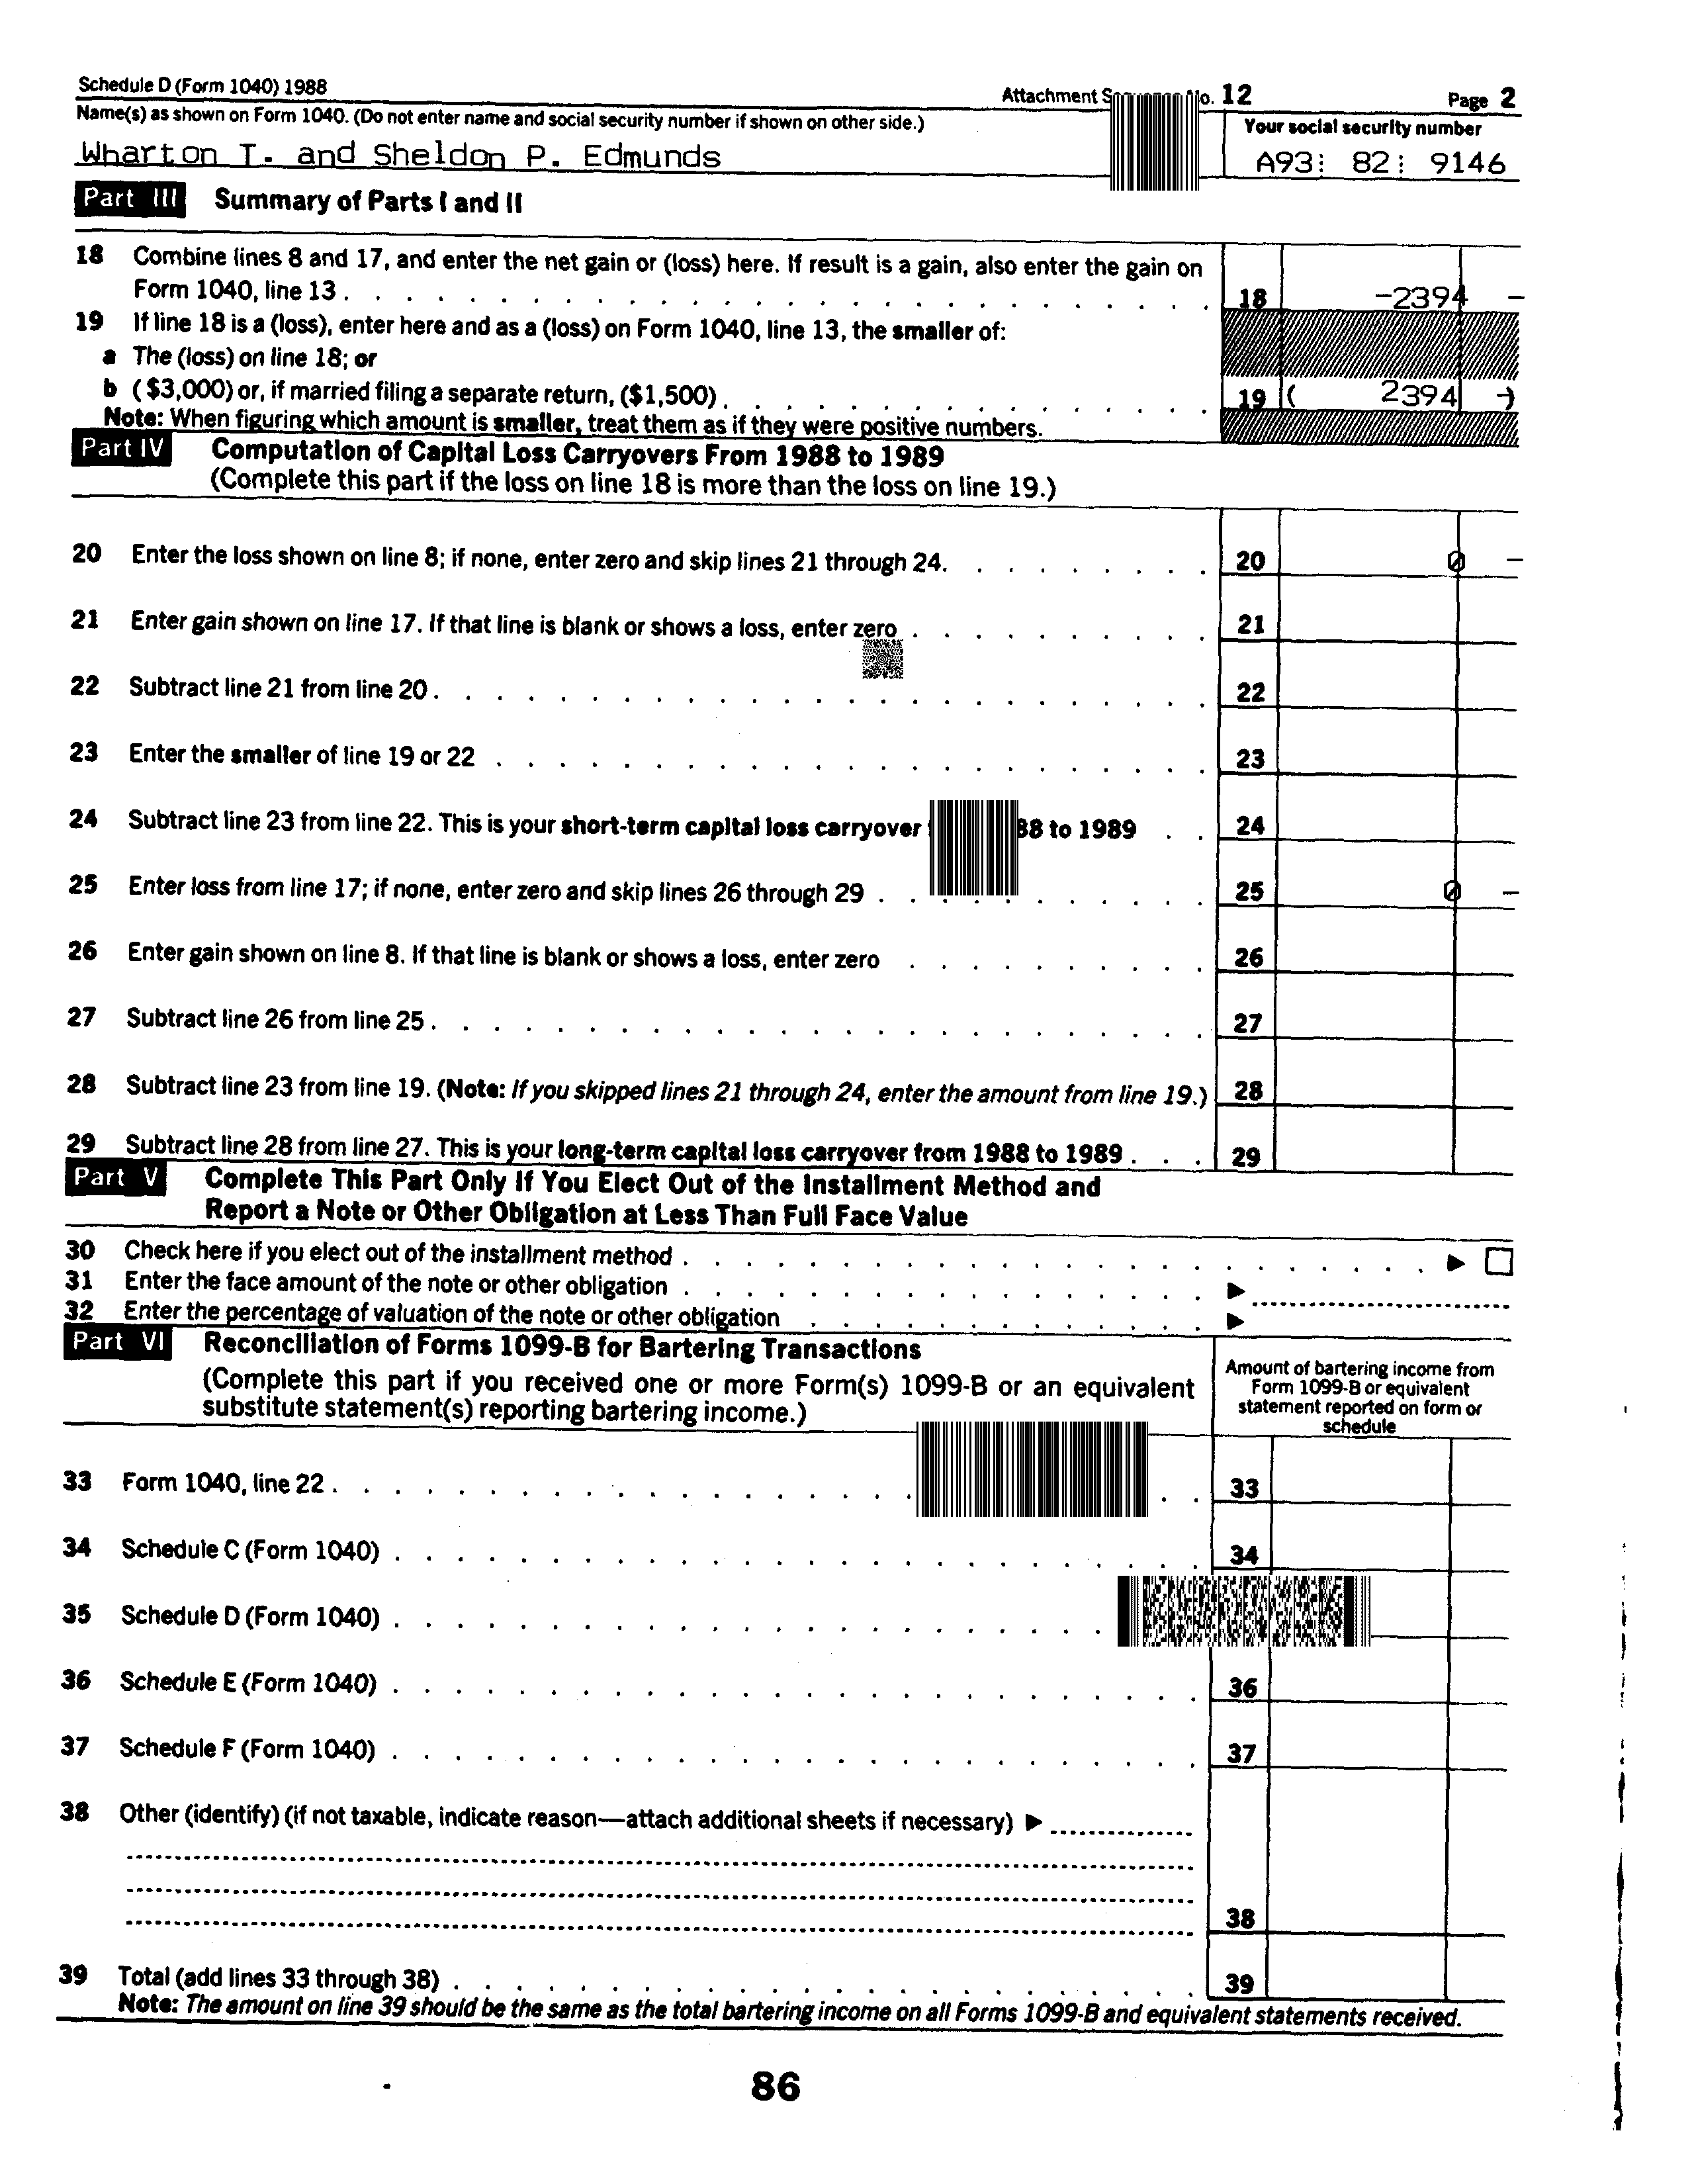 Schedule D (Form 1040) 1988 Attachment No. 12 Page 2
Name(s) as shown on Form 1040. (Do not enter name and social security number if shown on other side.) Your social security number
Wharton T. and Sheldon P. Edmunds A93: 82: 9146
Part III Summary of Parts I and II
18 Combine lines 8 and 17, and enter the net gain or (loss) here. If result is a gain, also enter the gain on
Form 1040, line 13 . . . 18 -2394 -
19 If line 18 is a (loss), enter here and as a (loss) on Form 1040, line 13, the smaller of:
a The (loss) on line 18; or
b ($3,000) or, if married filing a separate return, ($1,500) . . . 19 ( 2394 -)
Note: When figuring which amount is smaller, treat them as if they were positive numbers.
Part IV Computation of Capital Loss Carryovers From 1988 to 1989
(Complete this part if the loss on line 18 is more than the loss on line 19.)
20 Enter the loss shown on line 8; if none, enter zero and skip lines 21 through 24. . . . 20 0 -
21 Enter gain shown on line 17. If that line is blank or shows a loss, enter zero . . . 21
22 Subtract line 21 from line 20 . . . 22
23 Enter the smaller of line 19 or 22 . . . 23
24 Subtract line 23 from line 22. This is your short-term capital loss carryover 88 to 1989 . . 24
25 Enter loss from line 17; if none, enter zero and skip lines 26 through 29 . . . 25 0 -
26 Enter gain shown on line 8. If that line is blank or shows a loss, enter zero . . . 26
27 Subtract line 26 from line 25 . . . 27
28 Subtract line 23 from line 19. (Note: If you skipped lines 21 through 24, enter the amount from line 19.) 28
29 Subtract line 28 from line 27. This is your long-term capital loss carryover from 1988 to 1989 . . . 29
Part V Complete This Part Only If You Elect Out of the Installment Method and
Report a Note or Other Obligation at Less Than Full Face Value
30 Check here if you elect out of the installment method . . . ▶ □
31 Enter the face amount of the note or other obligation . . . ▶
32 Enter the percentage of valuation of the note or other obligation . . . ▶
Part VI Reconciliation of Forms 1099-B for Bartering Transactions
(Complete this part if you received one or more Form(s) 1099-B or an equivalent
substitute statement(s) reporting bartering income.)
Amount of bartering income from
Form 1099-B or equivalent
statement reported on form or
schedule
33 Form 1040, line 22 . . . 33
34 Schedule C (Form 1040) . . . 34
35 Schedule D (Form 1040) . . .
36 Schedule E (Form 1040) . . . 36
37 Schedule F (Form 1040) . . . 37
38 Other (identify) (if not taxable, indicate reason—attach additional sheets if necessary) ▶
38
39 Total (add lines 33 through 38) . . . 39
Note: The amount on line 39 should be the same as the total bartering income on all Forms 1099-B and equivalent statements received.
86